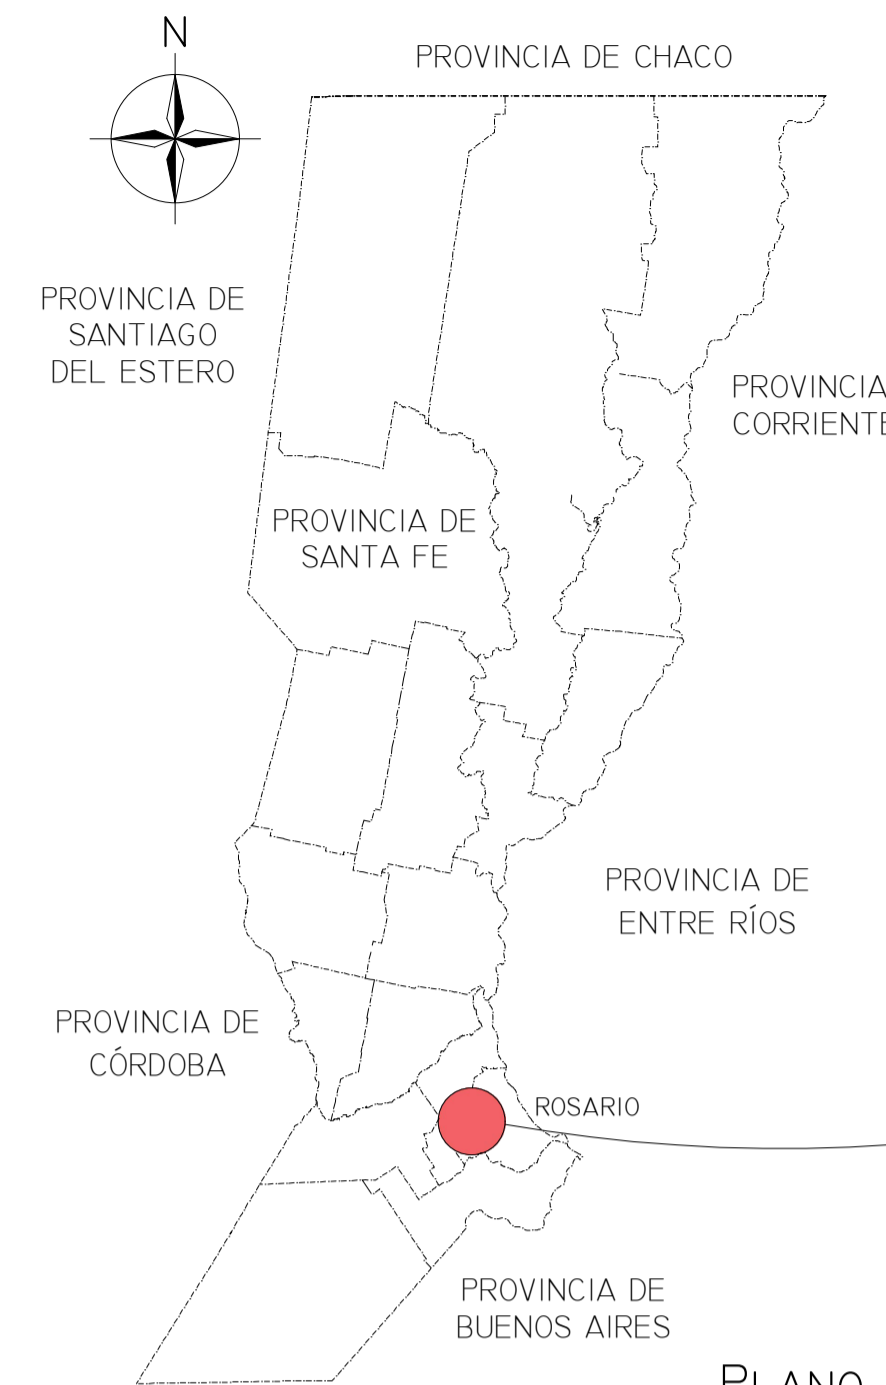 N
PROVINCIA DE CHACO
PROVINCIA DE
SANTIAGO
DEL ESTERO
PROVINCIA
CORRIENTE
PROVINCIA DE
SANTA FE
PROVINCIA DE
ENTRE RÍOS
PROVINCIA DE
CÓRDOBA
ROSARIO
PROVINCIA DE
BUENOS AIRES
PLANO